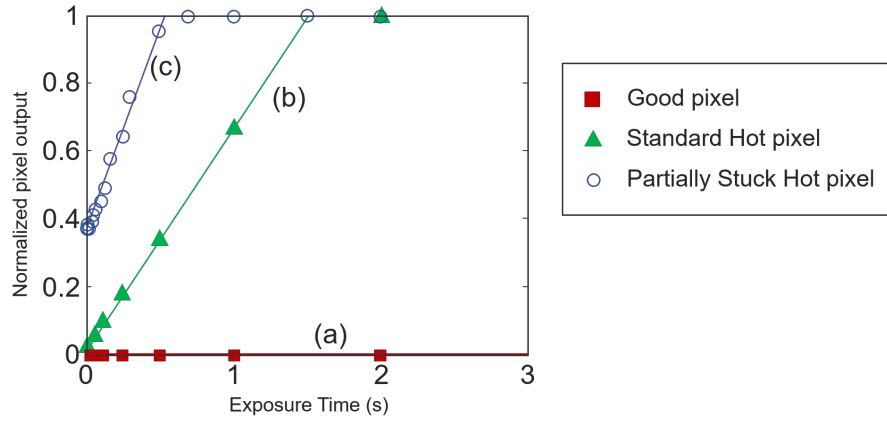 1
0.8
0.6
0.4
0.2
0
Normalized pixel output
(c)
(b)
(a)
0 1 2 3
Exposure Time (s)
Good pixel
Standard Hot pixel
Partially Stuck Hot pixel